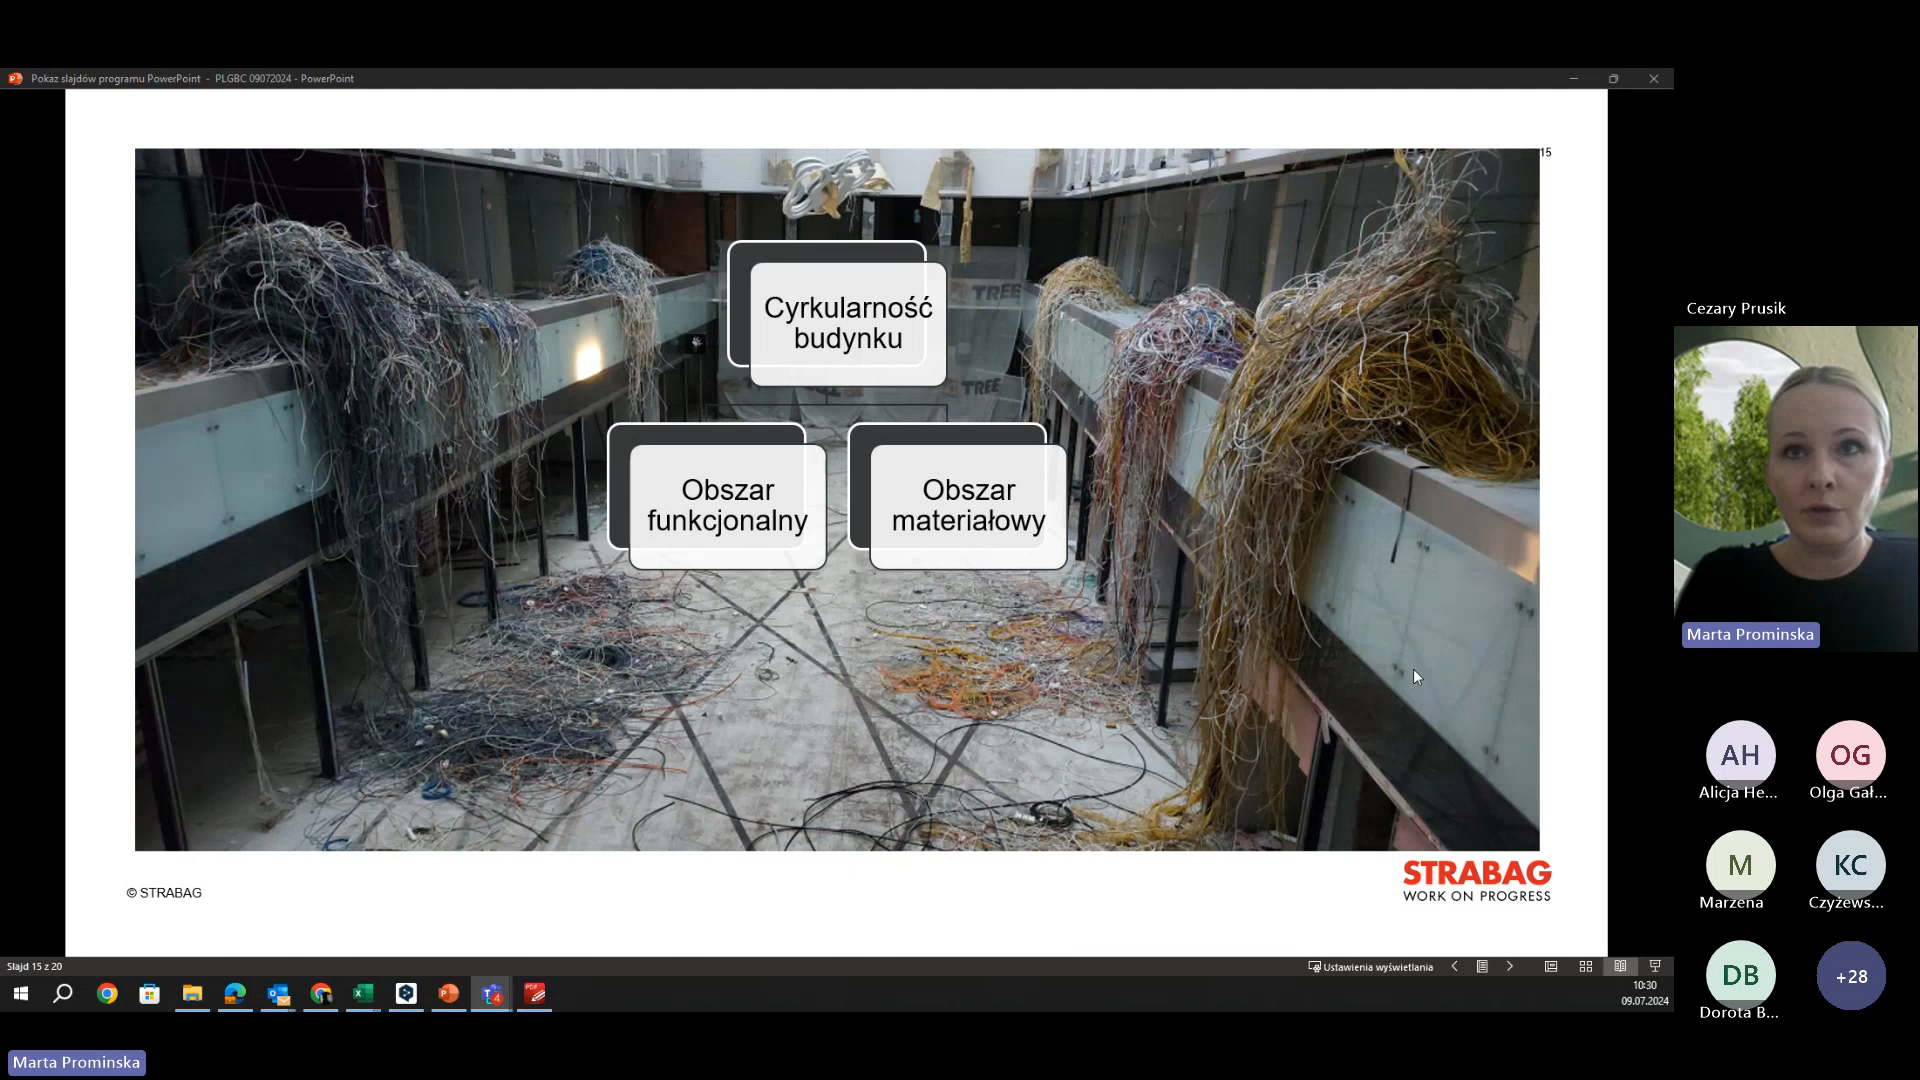 Pokaz slajdów programu PowerPoint - PLGBC 09072024 - PowerPoint
15
TREE
Cyrkularność
budynku
TREE
Obszar
funkcjonalny
Obszar
materiałowy
© STRABAG
STRABAG
WORK ON PROGRESS
Slajd 15 z 20
Ustawienia wyświetlania
4
PDF
10:30
09.07.2024
Marta Prominska
Cezary Prusik
Marta Prominska
AH
Alicja He...
OG
Olga Gał...
M
Marzena
KC
Czyżews...
DB
Dorota B...
+28